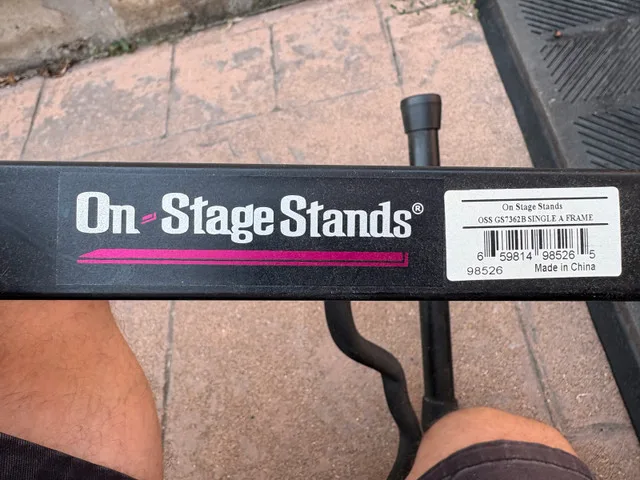 On-Stage Stands®
On Stage Stands
OSS GS7362B SINGLE A FRAME
6 59814 98526 5
98526 Made in China